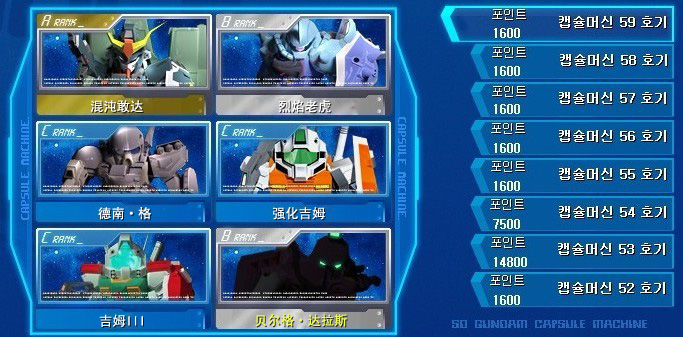 A RANK_
B RANK_
混沌敢达
烈焰老虎
C RANK_
C RANK_
德南·格
强化吉姆
C RANK_
B RANK_
吉姆III
贝尔格·达拉斯
CAPSULE MACHINE
CAPSULE MACHINE
포인트
1600
캡슐머신 59 호기
포인트
1600
캡슐머신 58 호기
포인트
1600
캡슐머신 57 호기
포인트
1600
캡슐머신 56 호기
포인트
1600
캡슐머신 55 호기
포인트
7500
캡슐머신 54 호기
포인트
14800
캡슐머신 53 호기
포인트
1600
캡슐머신 52 호기
SD GUNDAM CAPSULE MACHINE